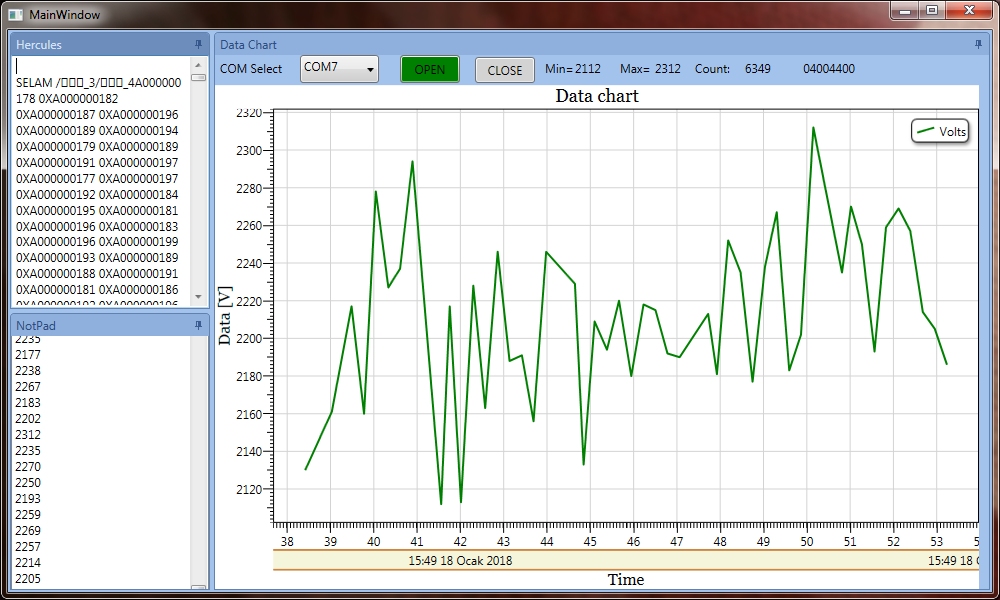 MainWindow
Hercules
SELAM /□□□_3/□□□_4A000000
178 0XA000000182
0XA000000187 0XA000000196
0XA000000189 0XA000000194
0XA000000179 0XA000000189
0XA000000191 0XA000000197
0XA000000177 0XA000000197
0XA000000192 0XA000000184
0XA000000195 0XA000000181
0XA000000196 0XA000000183
0XA000000196 0XA000000199
0XA000000193 0XA000000189
0XA000000188 0XA000000191
0XA000000181 0XA000000186
NotPad
2235
2177
2238
2267
2183
2202
2312
2235
2270
2250
2193
2259
2269
2257
2214
2205
Data Chart
COM Select COM7 OPEN CLOSE Min= 2112 Max= 2312 Count: 6349 04004400
Data chart
Volts
Data [V]
2320
2300
2280
2260
2240
2220
2200
2180
2160
2140
2120
38 39 40 41 42 43 44 45 46 47 48 49 50 51 52 53
15:49 18 Ocak 2018 15:49 18
Time